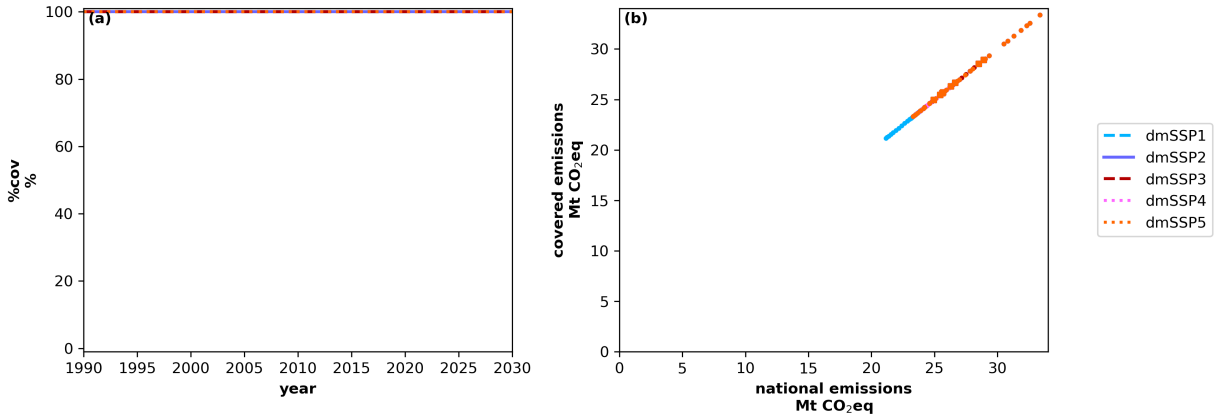 (a)
100
80
60
40
20
0
%cov
%
1990 1995 2000 2005 2010 2015 2020 2025 2030
year
(b)
30
25
20
15
10
5
0
covered emissions
Mt CO₂eq
0 5 10 15 20 25 30
national emissions
Mt CO₂eq
dmSSP1
dmSSP2
dmSSP3
dmSSP4
dmSSP5